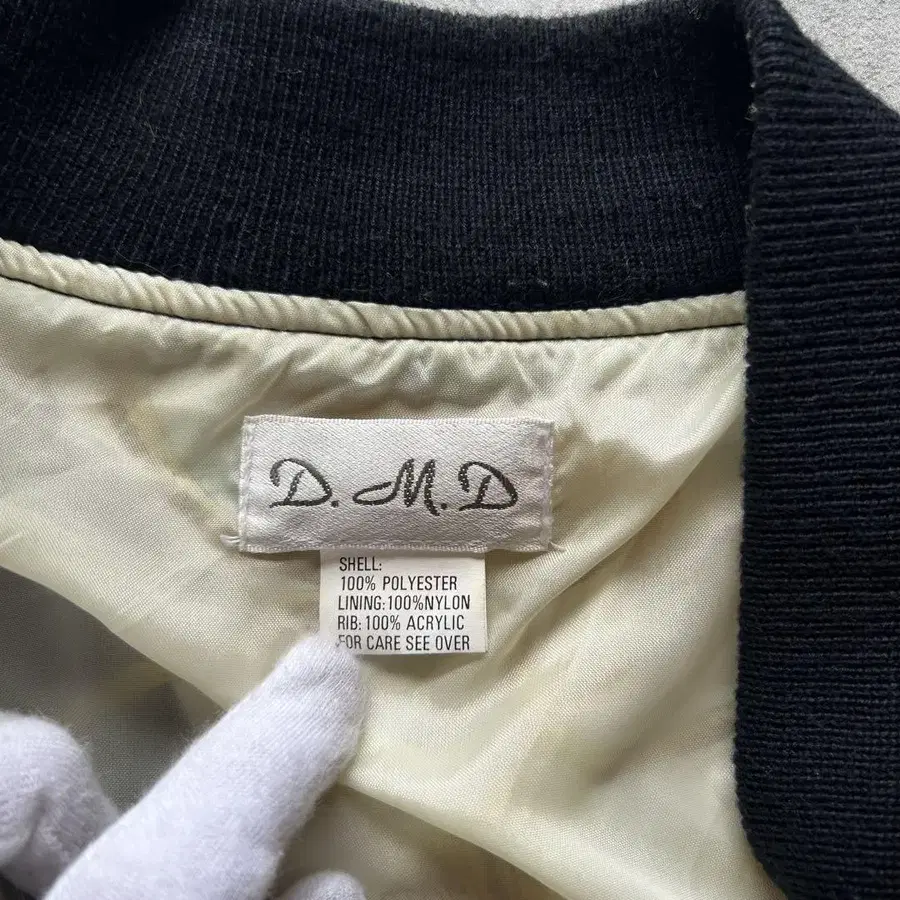 D. M. D
SHELL:
100% POLYESTER
LINING:100%NYLON
RIB: 100% ACRYLIC
FOR CARE SEE OVER